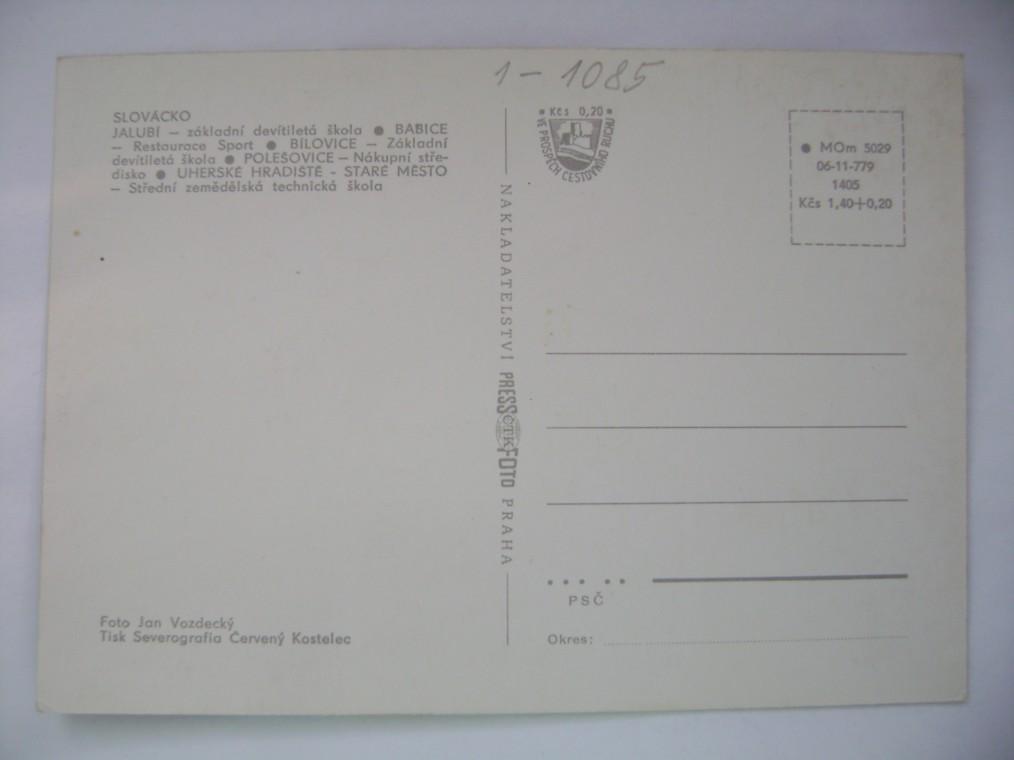 1 - 1085
SLOVÁCKO
JALUBÍ — základní devítiletá škola ● BABICE
— Restaurace Sport ● BÍLOVICE — Základní
devítiletá škola ● POLEŠOVICE — Nákupní stře-
disko ● UHERSKÉ HRADIŠTĚ - STARÉ MĚSTO
— Střední zemědělská technická škola
Foto Jan Vozdecký
Tisk Severografia Červený Kostelec
NAKLADATELSTVÍ PRESSFOTO PRAHA
ČTK
• Kčs 0,20 •
VE PROSPĚCH CESTOVNÍHO RUCHU
● MOm 5029
06-11-779
1405
Kčs 1,40+0,20
PSČ
Okres: